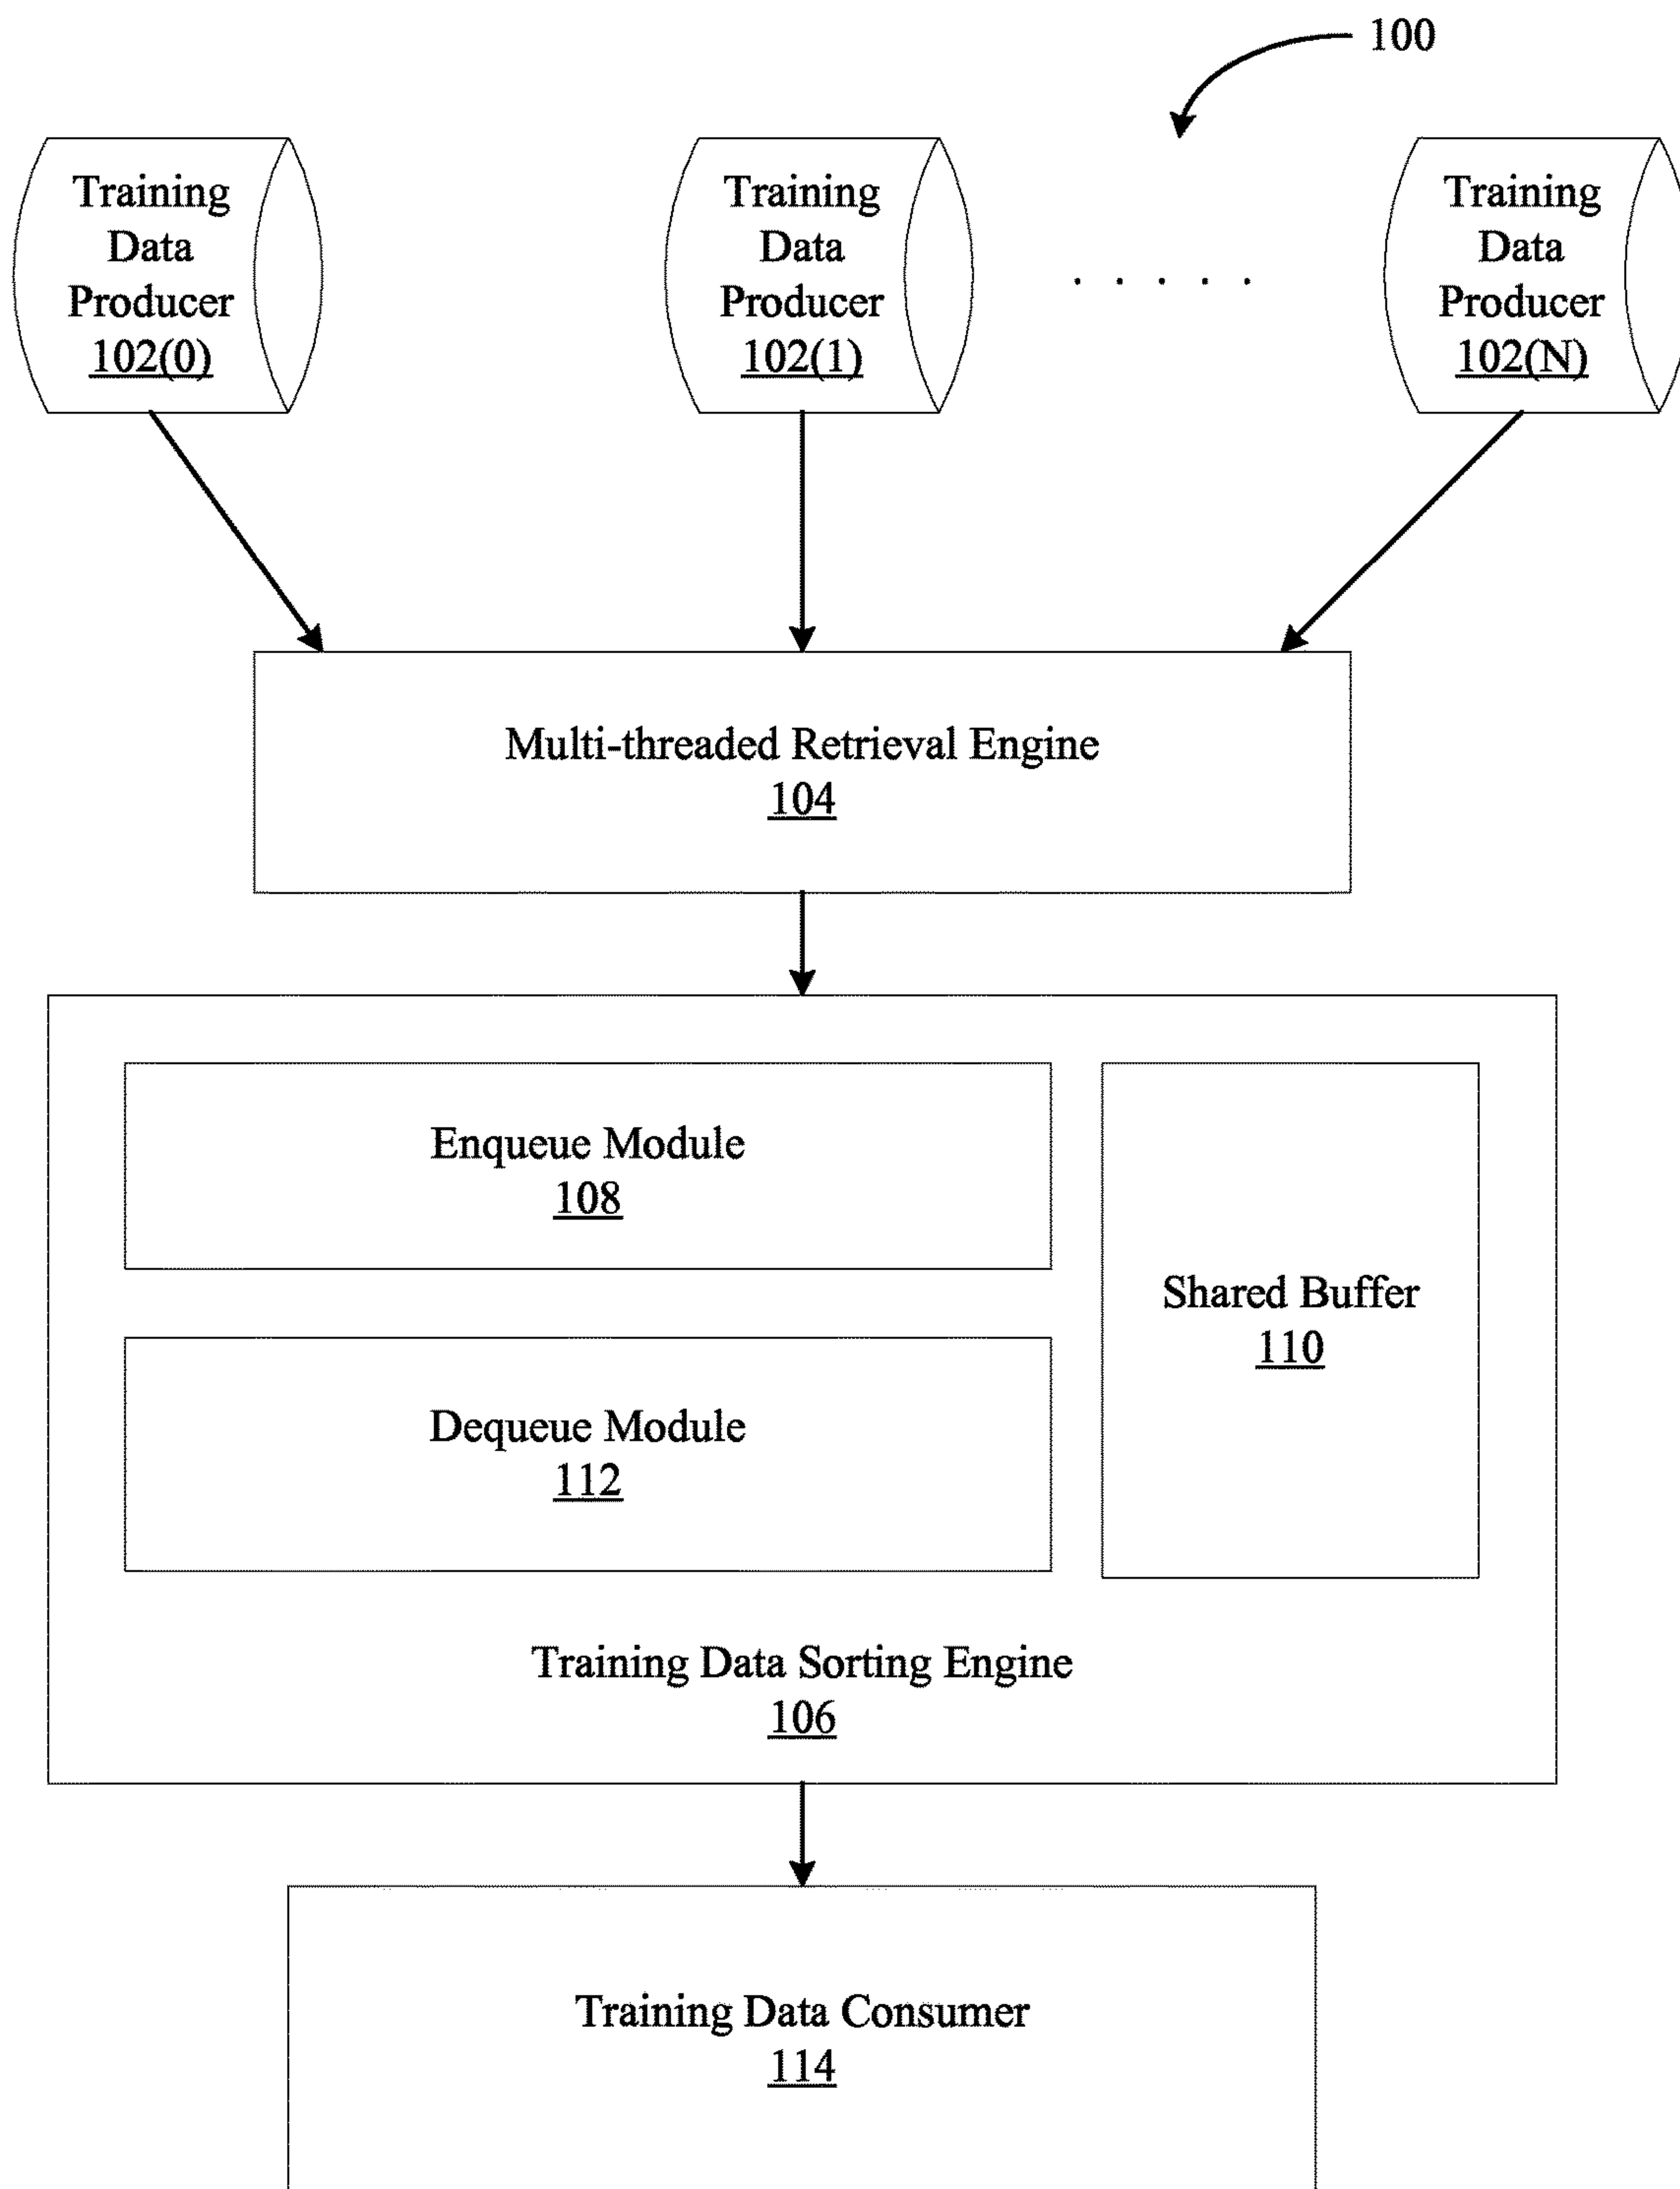 100
Training
Data
Producer
102(0)
Training
Data
Producer
102(1)
. . . . .
Training
Data
Producer
102(N)
Multi-threaded Retrieval Engine
104
Enqueue Module
108
Shared Buffer
110
Dequeue Module
112
Training Data Sorting Engine
106
Training Data Consumer
114